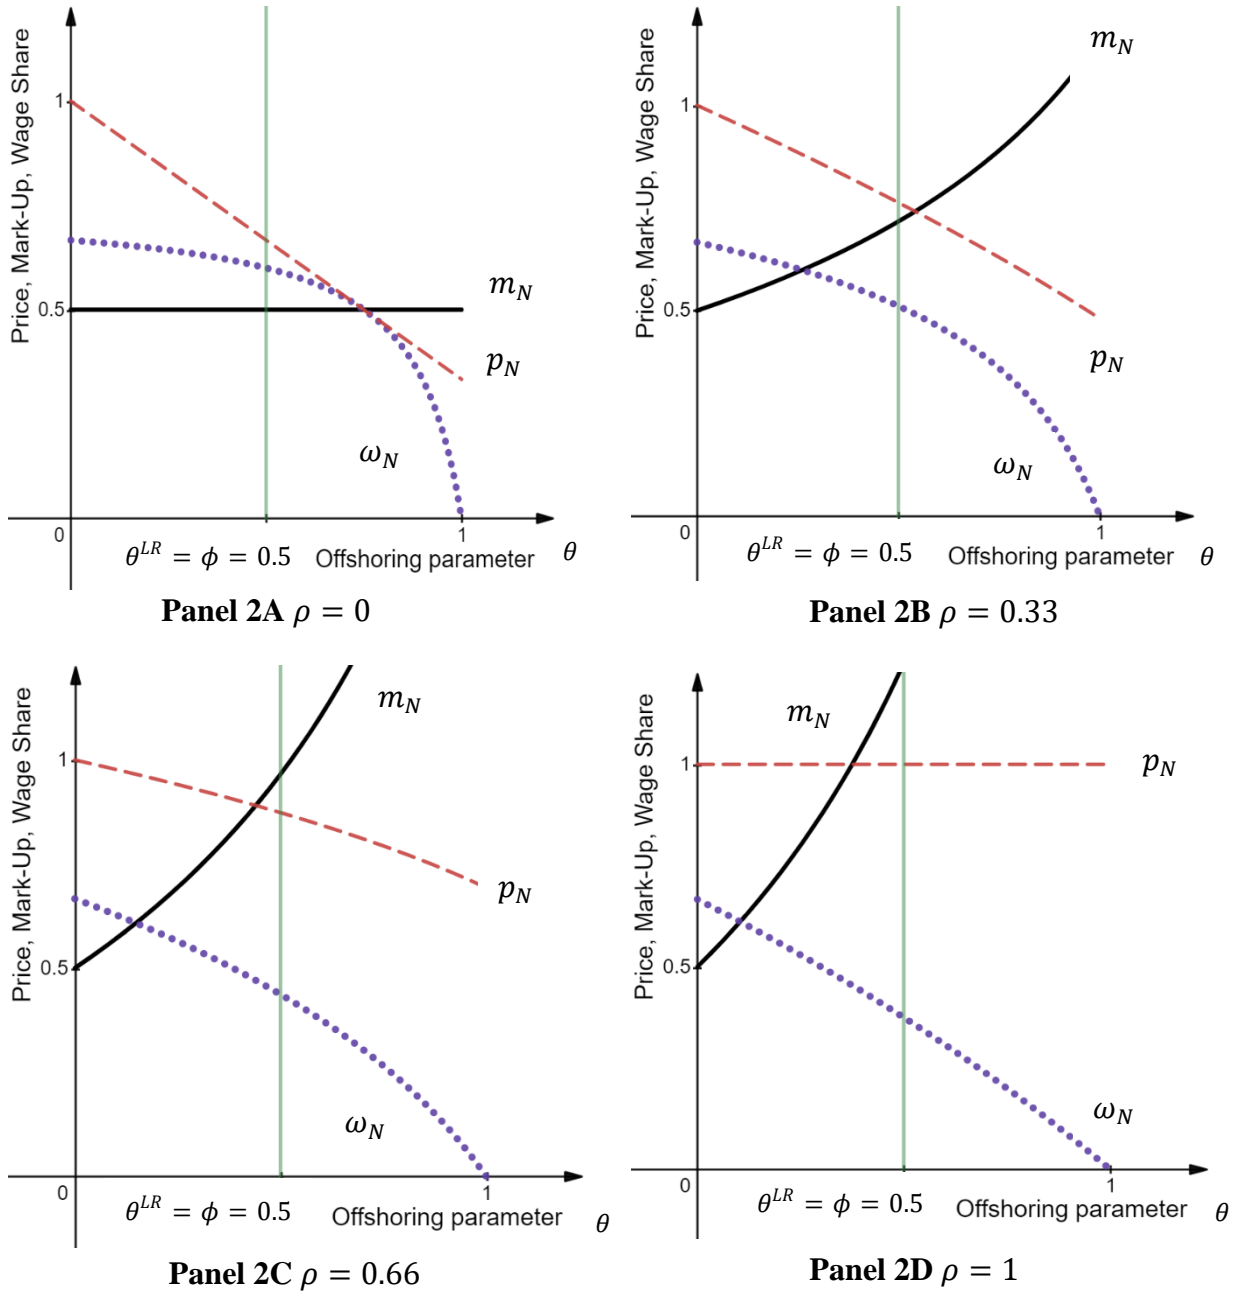 Price, Mark-Up, Wage Share
1
0.5
0
m_N
p_N
ω_N
1
θ^{LR} = ϕ = 0.5
Offshoring parameter θ
Panel 2A ρ = 0
Price, Mark-Up, Wage Share
m_N
1
0.5
0
p_N
ω_N
1
θ^{LR} = ϕ = 0.5
Offshoring parameter θ
Panel 2B ρ = 0.33
Price, Mark-Up, Wage Share
m_N
1
0.5
0
p_N
ω_N
1
θ^{LR} = ϕ = 0.5
Offshoring parameter θ
Panel 2C ρ = 0.66
Price, Mark-Up, Wage Share
m_N
1
p_N
0.5
0
ω_N
1
θ^{LR} = ϕ = 0.5
Offshoring parameter θ
Panel 2D ρ = 1